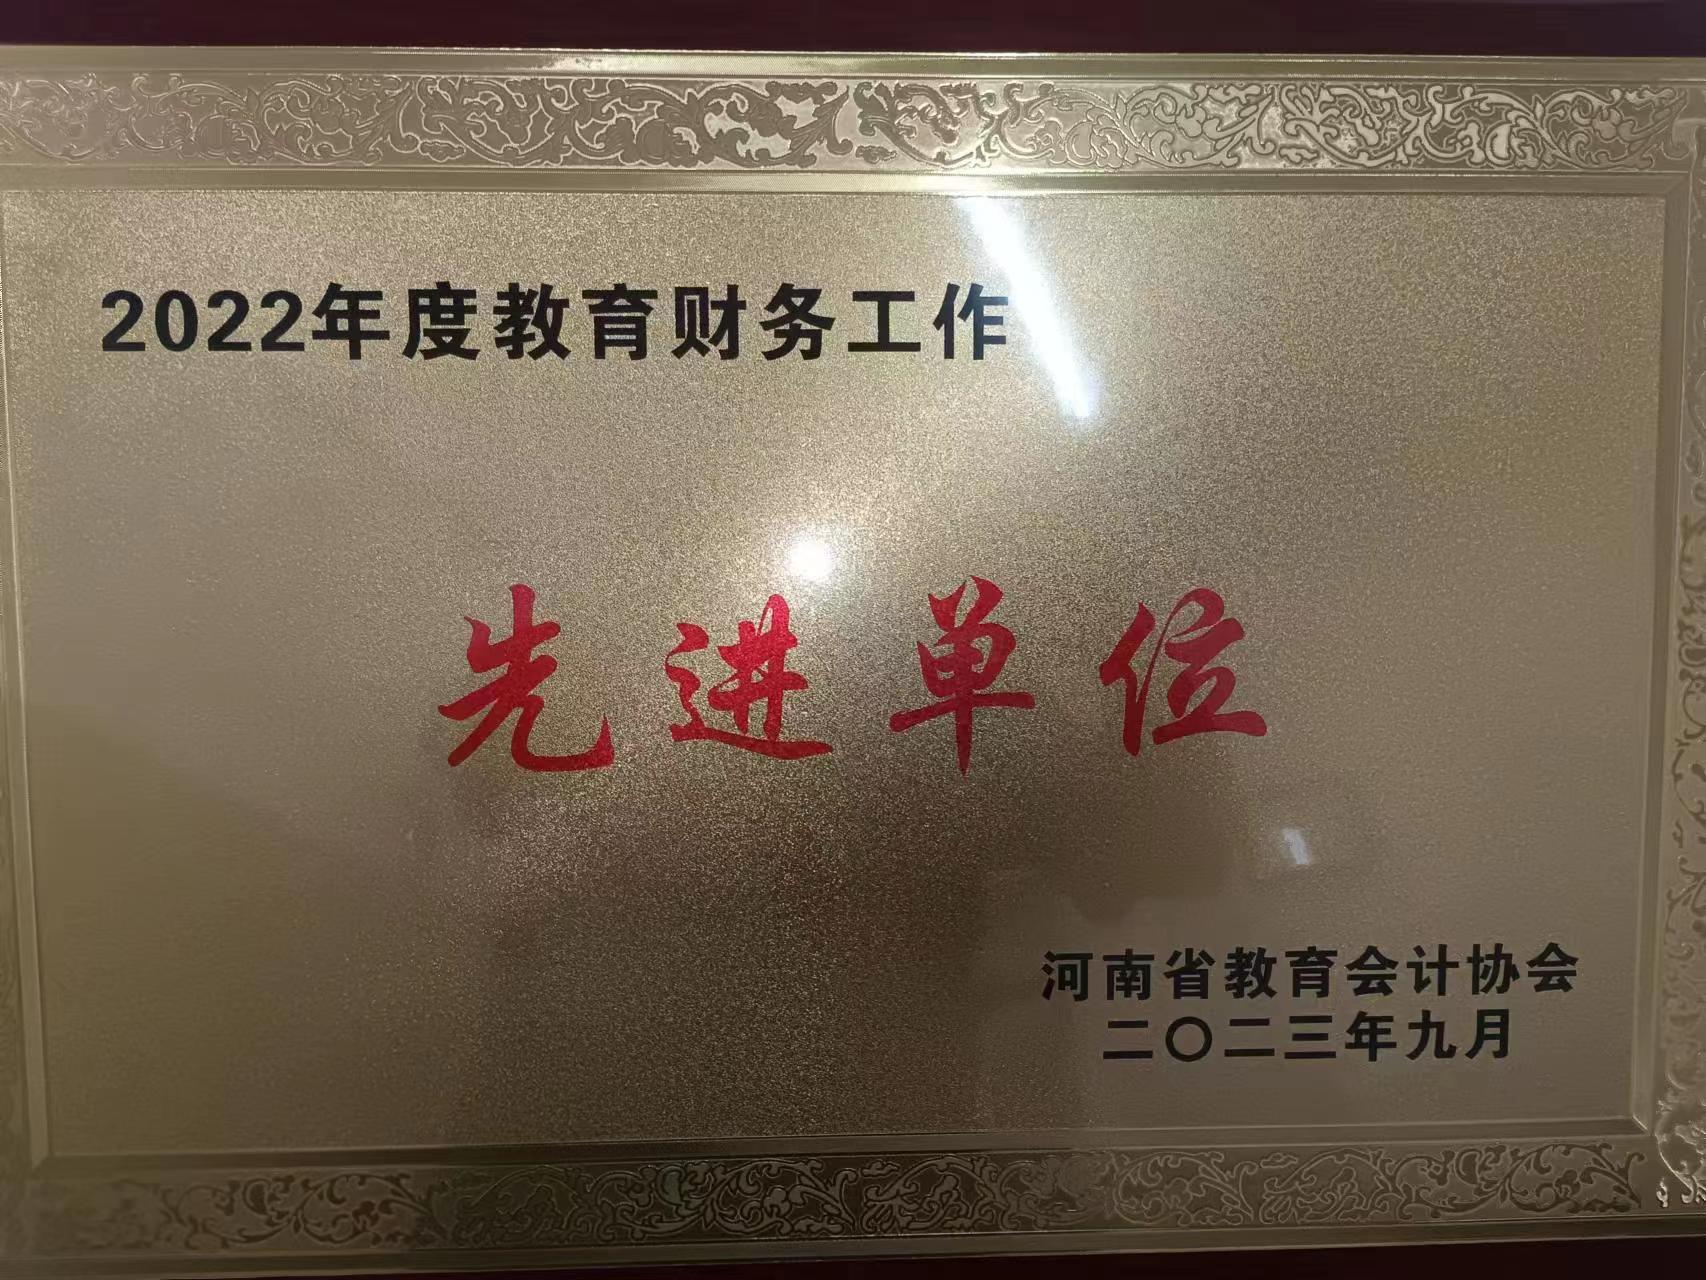 2022年度教育财务工作
先进单位
河南省教育会计协会
二〇二三年九月